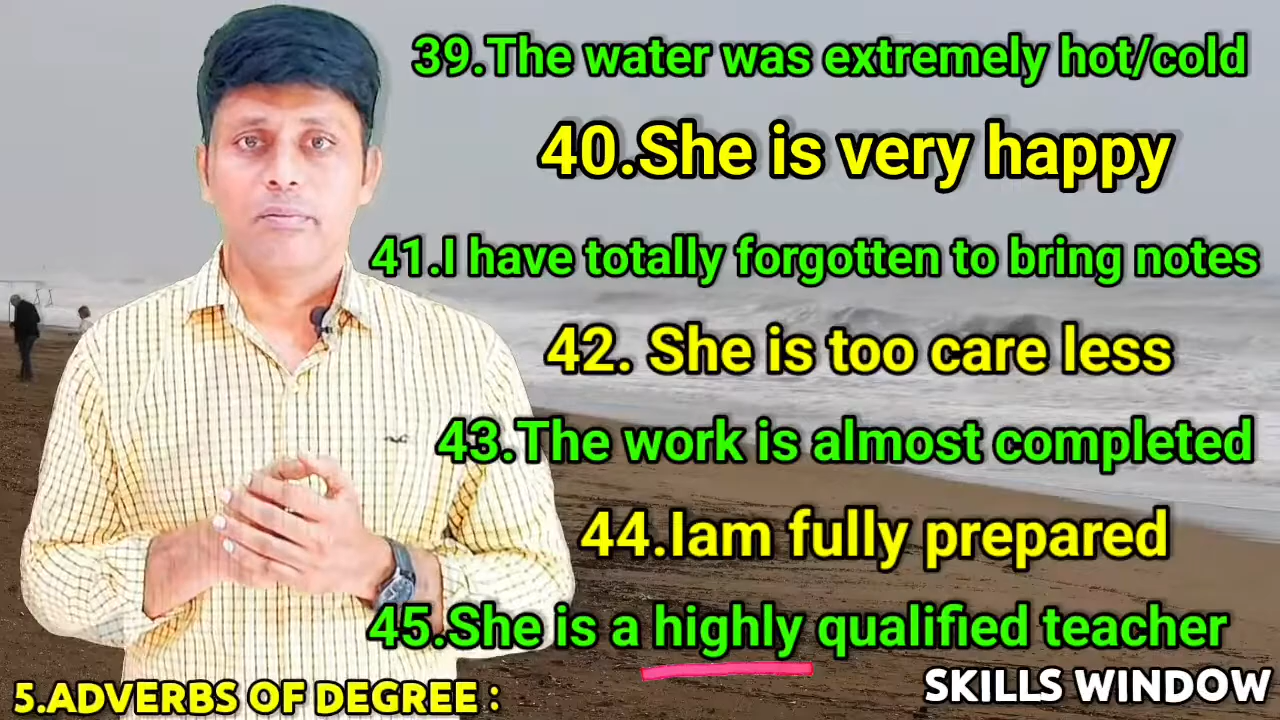 39.The water was extremely hot/cold
40.She is very happy
41.I have totally forgotten to bring notes
42. She is too care less
43.The work is almost completed
44.Iam fully prepared
45.She is a highly qualified teacher
5.ADVERBS OF DEGREE :
SKILLS WINDOW